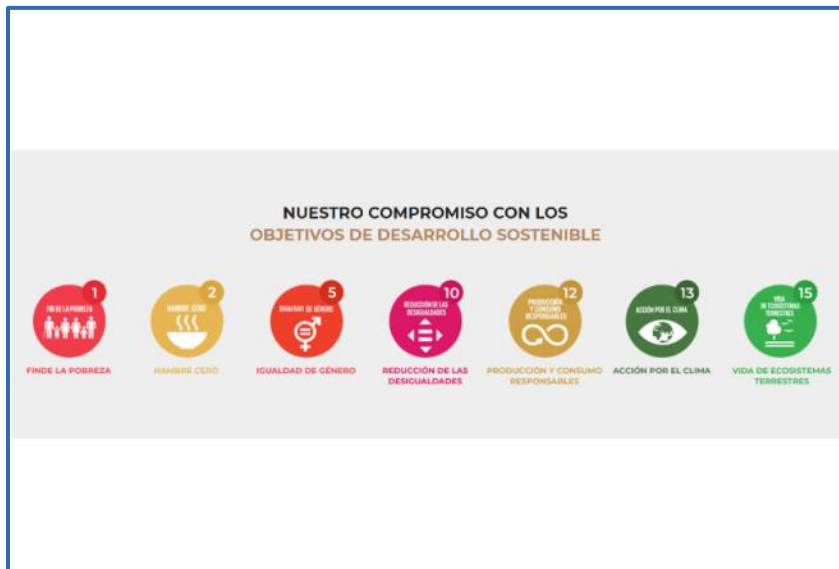 NUESTRO COMPROMISO CON LOS
OBJETIVOS DE DESARROLLO SOSTENIBLE
1
FIN DE LA POBREZA
FINDE LA POBREZA
2
HAMBRE CERO
HAMBRE CERO
5
IGUALDAD DE GÉNERO
IGUALDAD DE GÉNERO
10
REDUCCIÓN DE LAS
DESIGUALDADES
REDUCCIÓN DE LAS
DESIGUALDADES
12
PRODUCCIÓN
Y CONSUMO
RESPONSABLES
PRODUCCIÓN Y CONSUMO
RESPONSABLES
13
ACCIÓN POR EL CLIMA
ACCIÓN POR EL CLIMA
15
VIDA
DE ECOSISTEMAS
TERRESTRES
VIDA DE ECOSISTEMAS
TERRESTRES